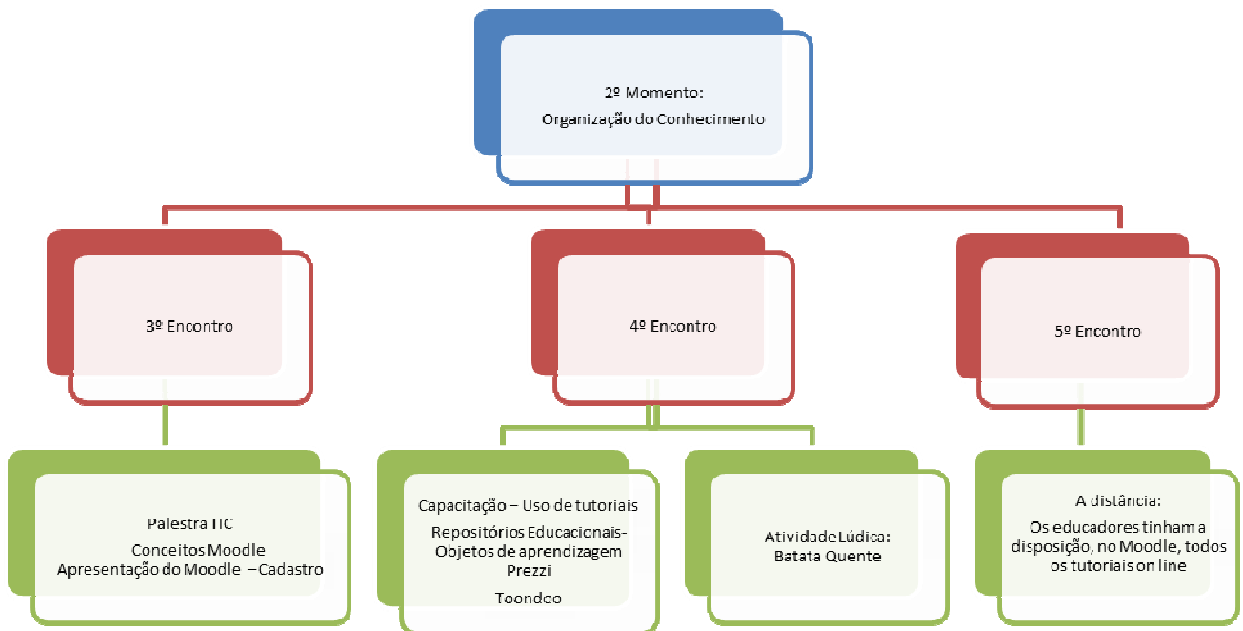 2º Momento:
Organização do Conhecimento
3º Encontro
4º Encontro
5º Encontro
Palestra TIC
Conceitos Moodle
Apresentação do Moodle – Cadastro
Capacitação – Uso de tutoriais
Repositórios Educacionais-
Objetos de aprendizagem
Prezzi
Toondoo
Atividade Lúdica:
Batata Quente
A distância:
Os educadores tinham a
disposição, no Moodle, todos
os tutoriais on line